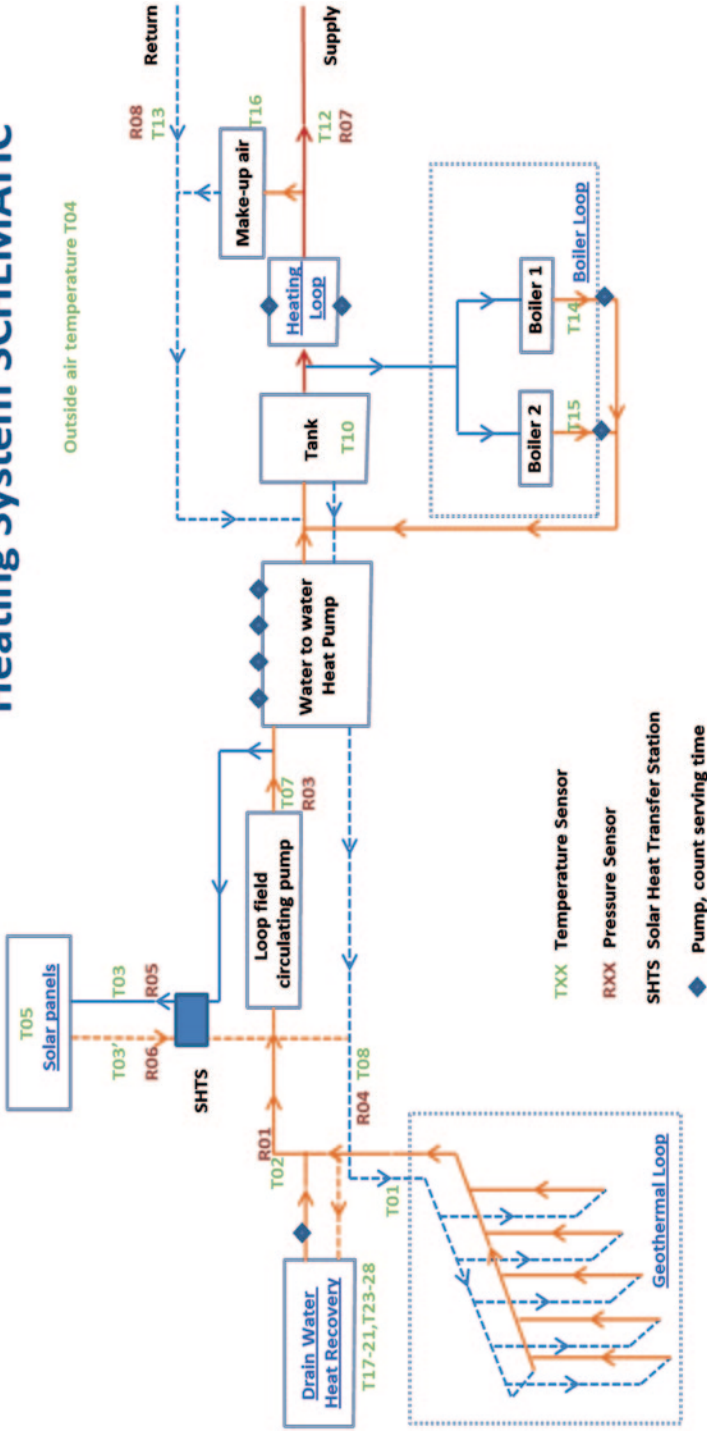 Heating System SCHEMATIC
Outside air temperature T04
Return
R08
T13
Make-up air
T16
Supply
T12
R07
Heating
Loop
Tank
T10
Boiler 1
T14
Boiler 2
T15
Boiler Loop
Water to water
Heat Pump
T07
R03
Loop field
circulating pump
T05
Solar panels
T03
R05
T03'
R06
SHTS
R01
T02
T08
R04
T01
Drain Water
Heat Recovery
T17-21,T23-28
Geothermal Loop
TXX Temperature Sensor
RXX Pressure Sensor
SHTS Solar Heat Transfer Station
Pump, count serving time